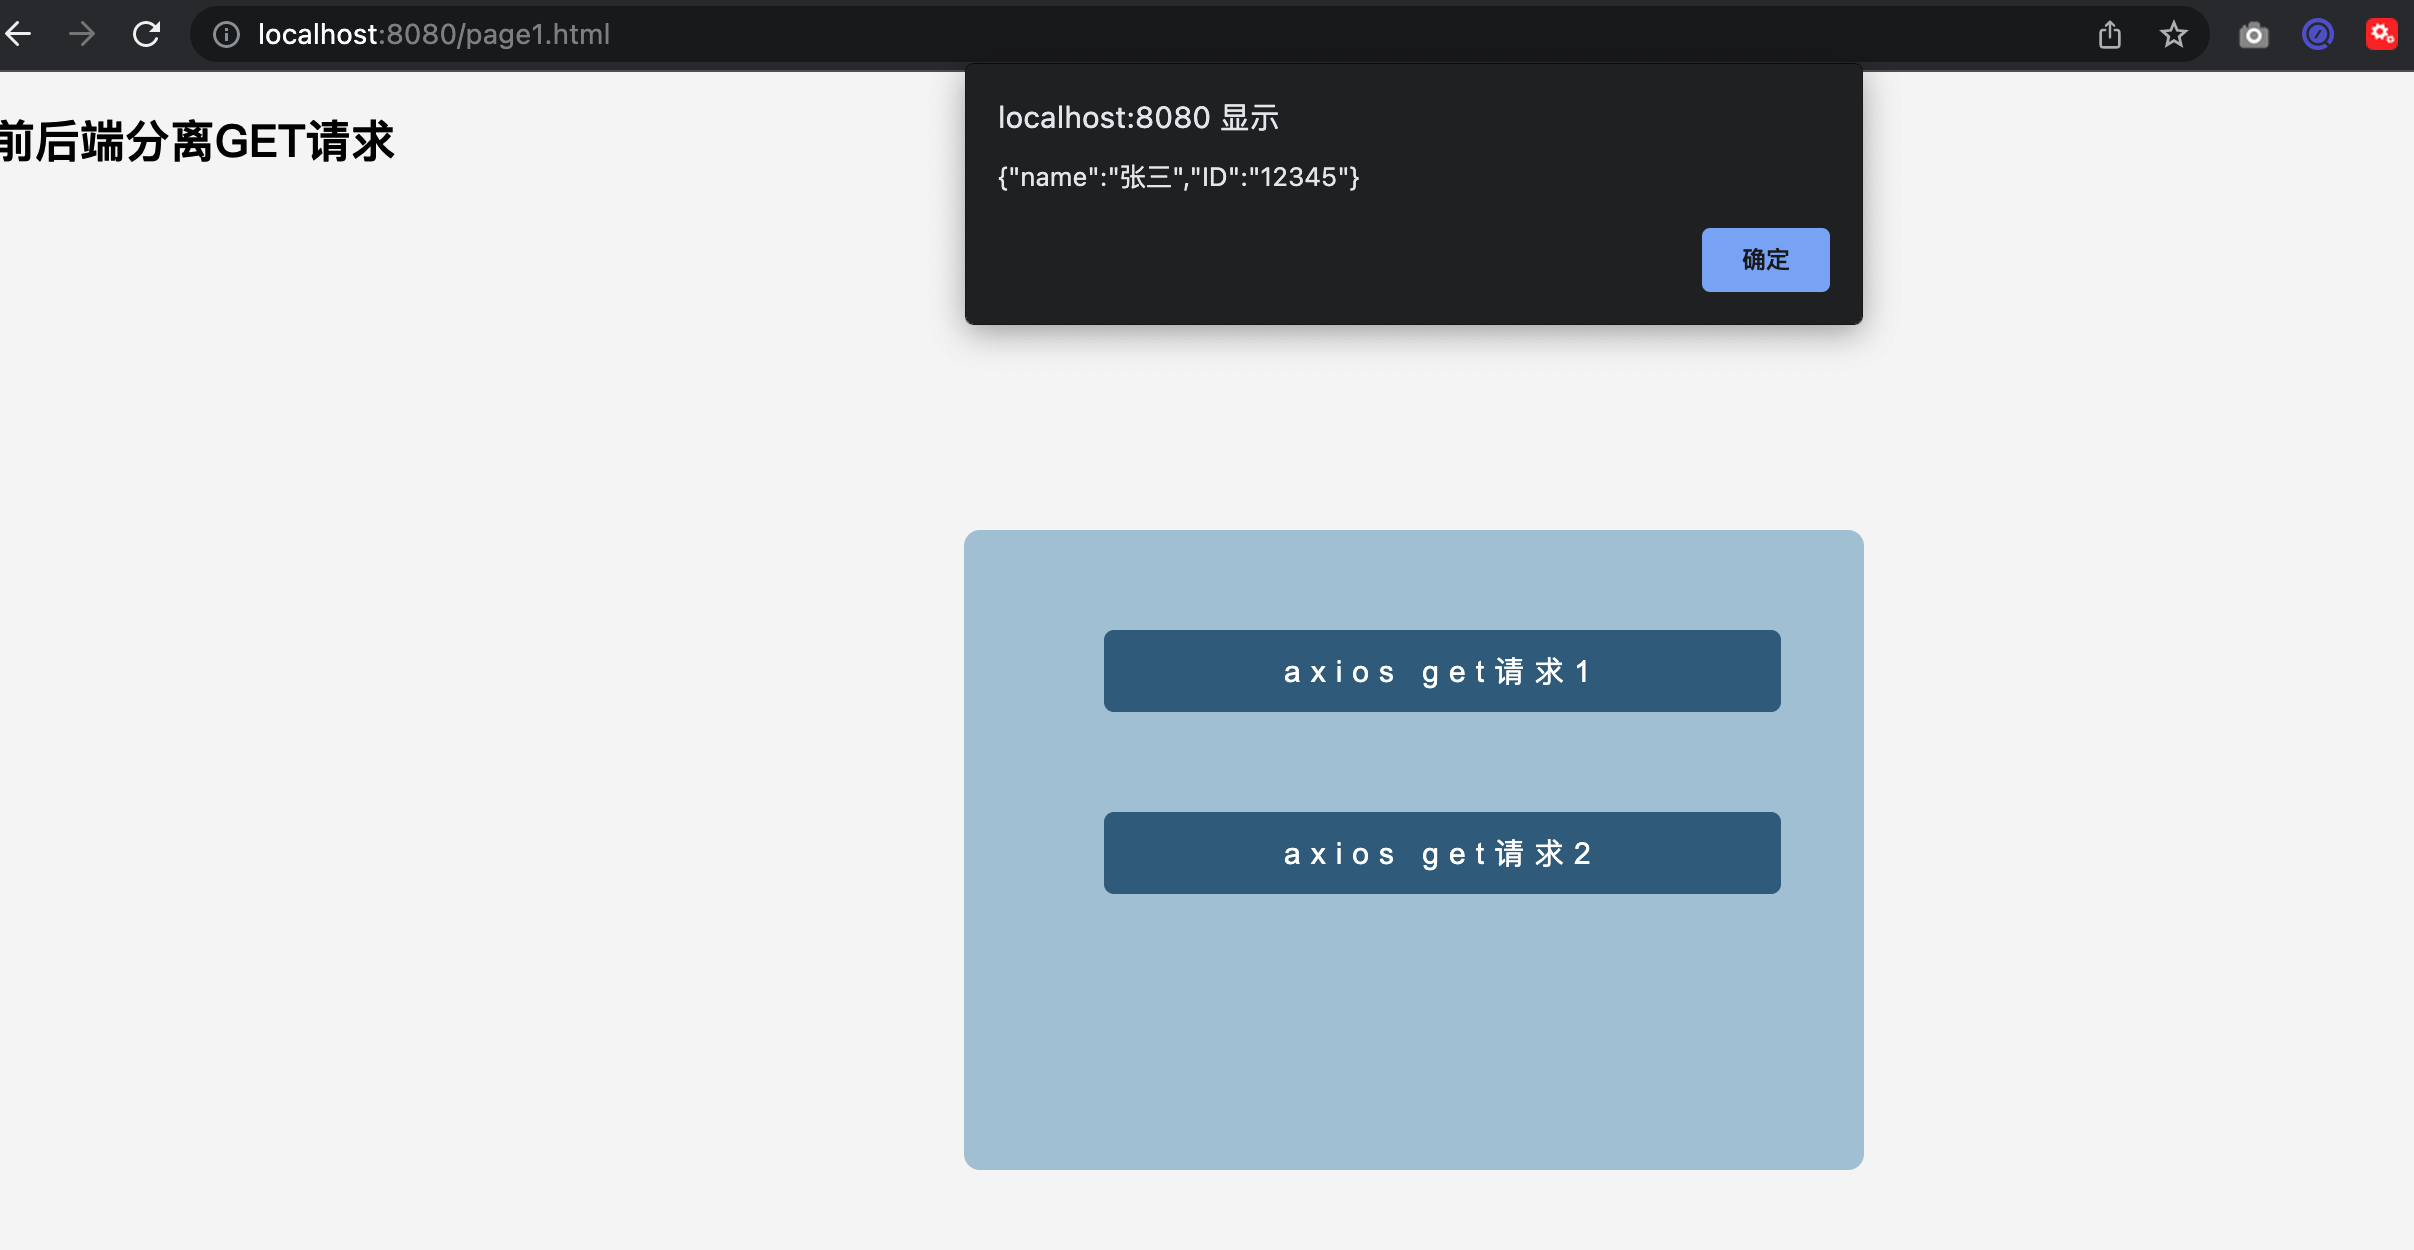 localhost:8080/page1.html
前后端分离GET请求
localhost:8080 显示
{"name":"张三","ID":"12345"}
确定
axios get请求1
axios get请求2